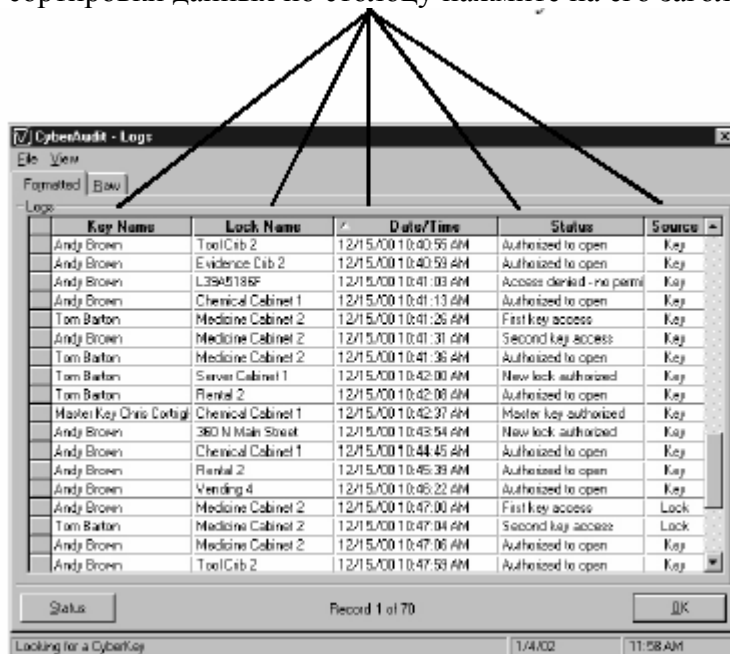 сортировки данных по столбцу нажмите на его
CyberAudit - Logs
File View
Formatted Raw
Logs
Key Name Lock Name Date/Time Status Source
Andy Brown Tool Crib 2 12/15/00 10:40:55 AM Authorized to open Key
Andy Brown Evidence Crib 2 12/15/00 10:40:59 AM Authorized to open Key
Andy Brown L39A5186F 12/15/00 10:41:03 AM Access denied - no permi Key
Andy Brown Chemical Cabinet 1 12/15/00 10:41:13 AM Authorized to open Key
Tom Barton Medicine Cabinet 2 12/15/00 10:41:26 AM First key access Key
Andy Brown Medicine Cabinet 2 12/15/00 10:41:31 AM Second key access Key
Tom Barton Medicine Cabinet 2 12/15/00 10:41:36 AM Authorized to open Key
Tom Barton Server Cabinet 1 12/15/00 10:42:00 AM New lock authorized Key
Tom Barton Rental 2 12/15/00 10:42:08 AM Authorized to open Key
Master Key Chris Cortigl Chemical Cabinet 1 12/15/00 10:42:37 AM Master key authorized Key
Andy Brown 360 N Main Street 12/15/00 10:43:54 AM New lock authorized Key
Andy Brown Chemical Cabinet 1 12/15/00 10:44:45 AM Authorized to open Key
Andy Brown Rental 2 12/15/00 10:45:39 AM Authorized to open Key
Andy Brown Vending 4 12/15/00 10:46:22 AM Authorized to open Key
Andy Brown Medicine Cabinet 2 12/15/00 10:47:00 AM First key access Lock
Tom Barton Medicine Cabinet 2 12/15/00 10:47:04 AM Second key access Lock
Andy Brown Medicine Cabinet 2 12/15/00 10:47:06 AM Authorized to open Key
Andy Brown Tool Crib 2 12/15/00 10:47:59 AM Authorized to open Key
Status Record 1 of 70 OK
Looking for a CyberKey 1/4/02 11:58 AM